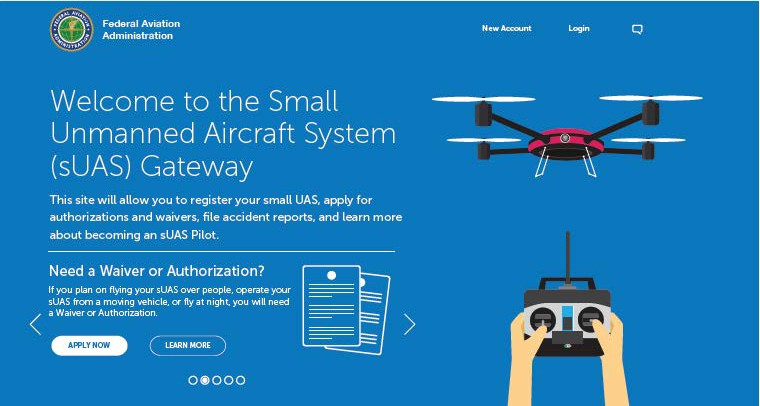 Federal Aviation
Administration
New Account
Login
Welcome to the Small
Unmanned Aircraft System
(sUAS) Gateway
This site will allow you to register your small UAS, apply for
authorizations and waivers, file accident reports, and learn more
about becoming an sUAS Pilot.
Need a Waiver or Authorization?
If you plan on flying your sUAS over people, operate your
sUAS from a moving vehicle, or fly at night, you will need
a Waiver or Authorization.
APPLY NOW
LEARN MORE